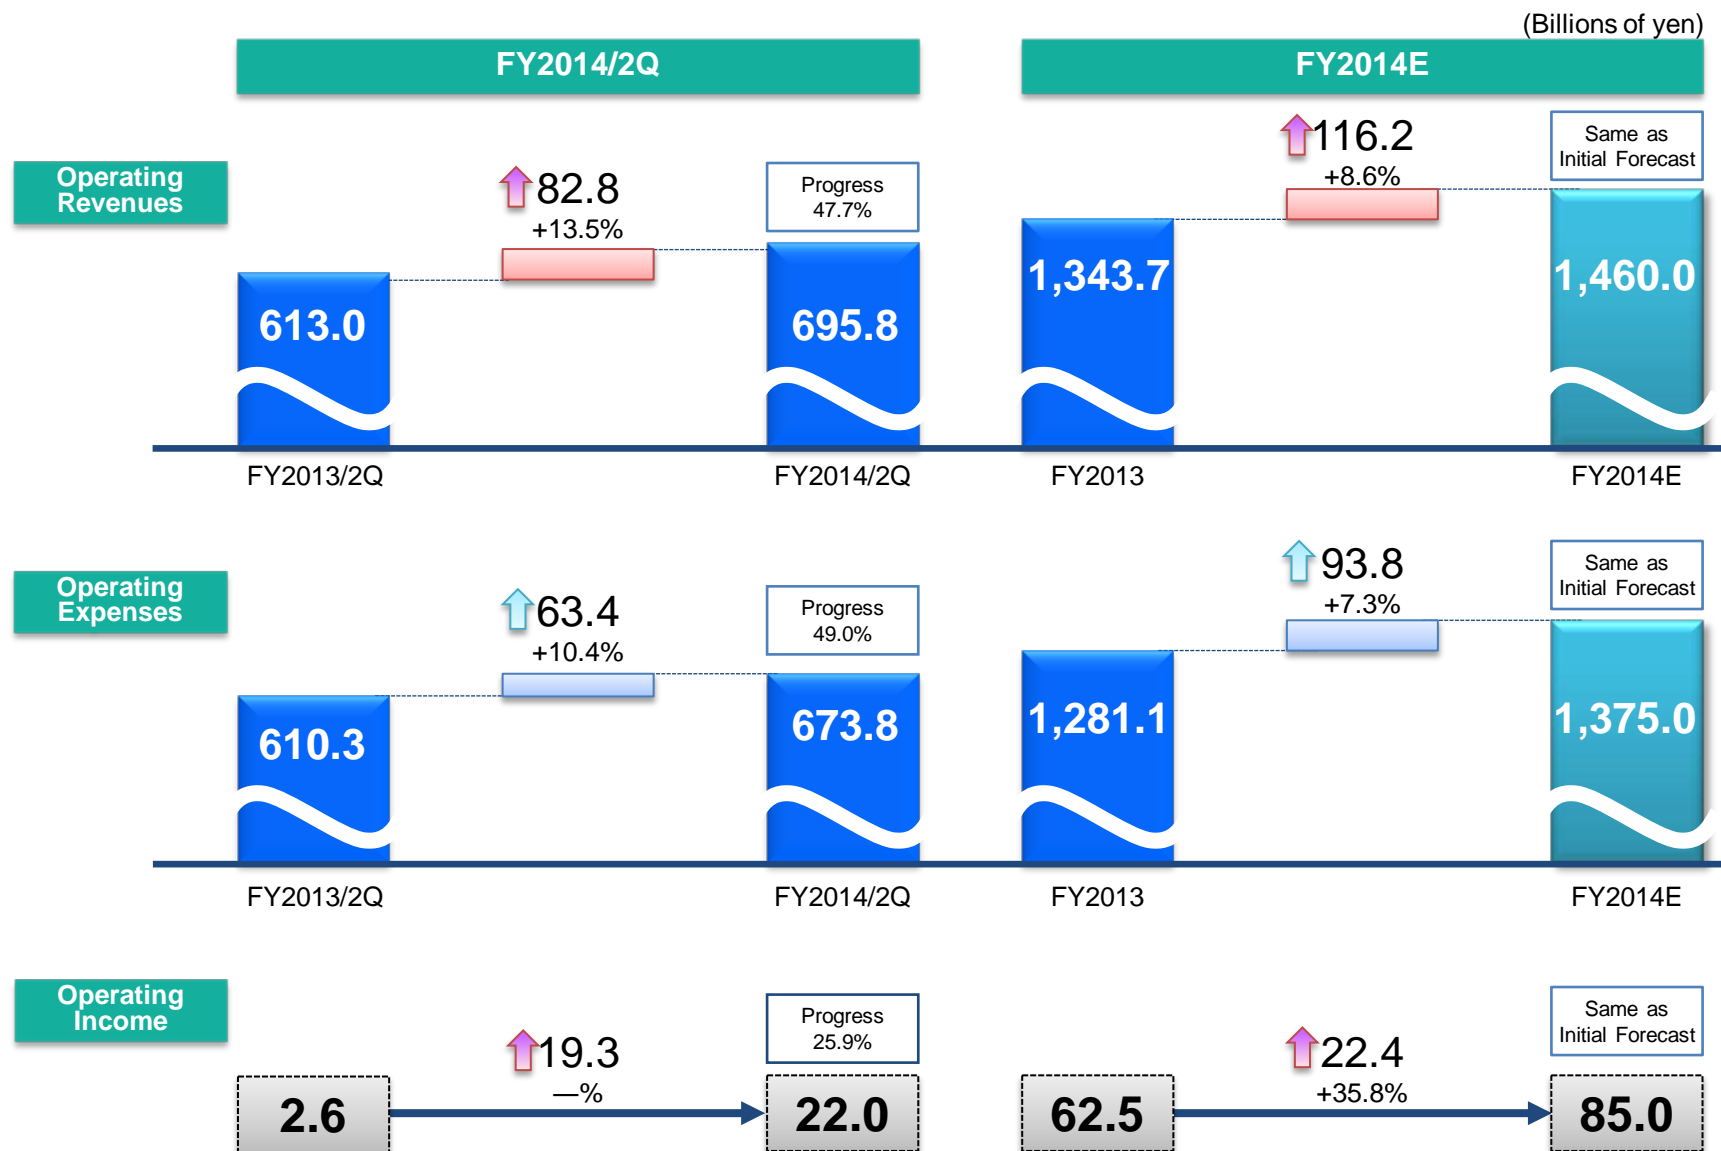 (Billions of yen)
FY2014/2Q
FY2014E
Operating
Revenues
82.8
+13.5%
Progress
47.7%
116.2
+8.6%
Same as
Initial Forecast
613.0
695.8
1,343.7
1,460.0
FY2013/2Q
FY2014/2Q
FY2013
FY2014E
Operating
Expenses
63.4
+10.4%
Progress
49.0%
93.8
+7.3%
Same as
Initial Forecast
610.3
673.8
1,281.1
1,375.0
FY2013/2Q
FY2014/2Q
FY2013
FY2014E
Operating
Income
19.3
—%
Progress
25.9%
22.4
+35.8%
Same as
Initial Forecast
2.6
22.0
62.5
85.0